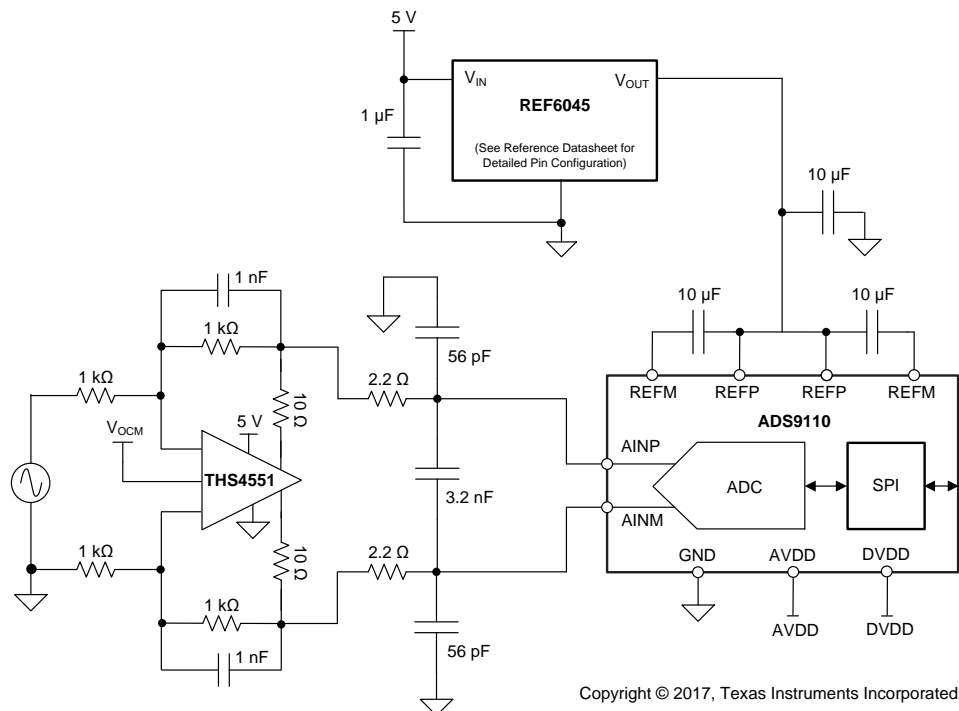 5 V
V_IN
V_OUT
REF6045
1 µF
(See Reference Datasheet for
Detailed Pin Configuration)
10 µF
1 nF
10 µF
10 µF
1 kΩ
56 pF
1 kΩ
2.2 Ω
REFM
REFP
REFP
REFM
10 Ω
ADS9110
V_OCM
5 V
AINP
THS4551
ADC
SPI
3.2 nF
AINM
1 kΩ
10 Ω
2.2 Ω
GND
AVDD
DVDD
1 kΩ
56 pF
AVDD
DVDD
1 nF
Copyright © 2017, Texas Instruments Incorporated